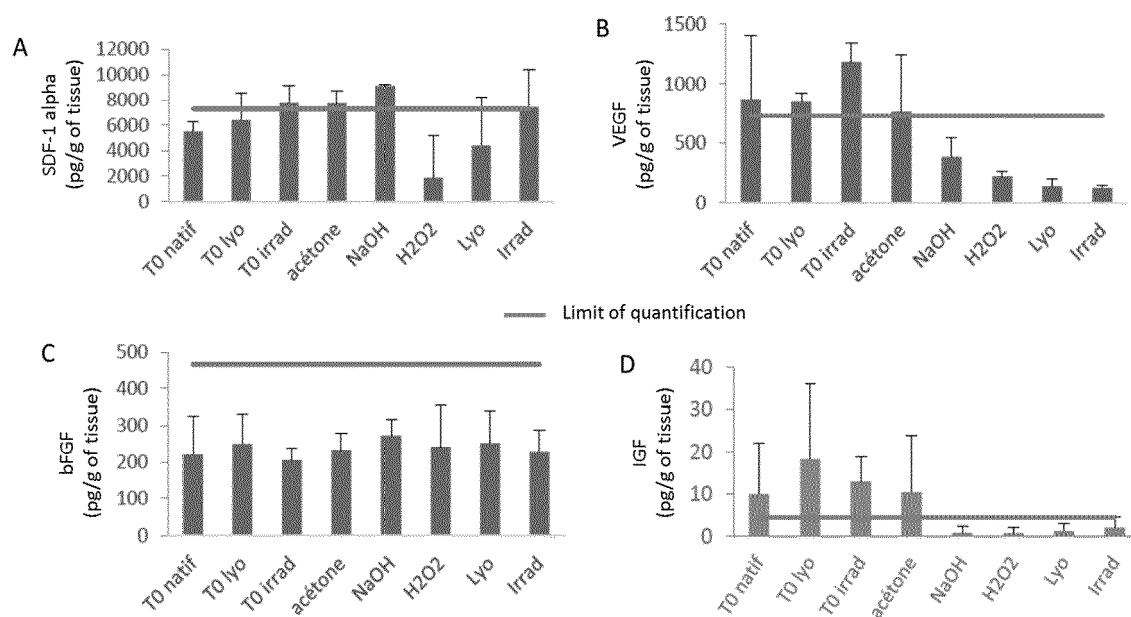 A
SDF-1 alpha
(pg/g of tissue)
12000
10000
8000
6000
4000
2000
0
T0 natif
T0 lyo
T0 irrad
acétone
NaOH
H2O2
Lyo
Irrad
B
VEGF
(pg/g of tissue)
1500
1000
500
0
T0 natif
T0 lyo
T0 irrad
acétone
NaOH
H2O2
Lyo
Irrad
Limit of quantification
C
bFGF
(pg/g of tissue)
500
400
300
200
100
0
T0 natif
T0 lyo
T0 irrad
acétone
NaOH
H2O2
Lyo
Irrad
D
IGF
(pg/g of tissue)
40
30
20
10
0
T0 natif
T0 lyo
T0 irrad
acétone
NaOH
H2O2
Lyo
Irrad